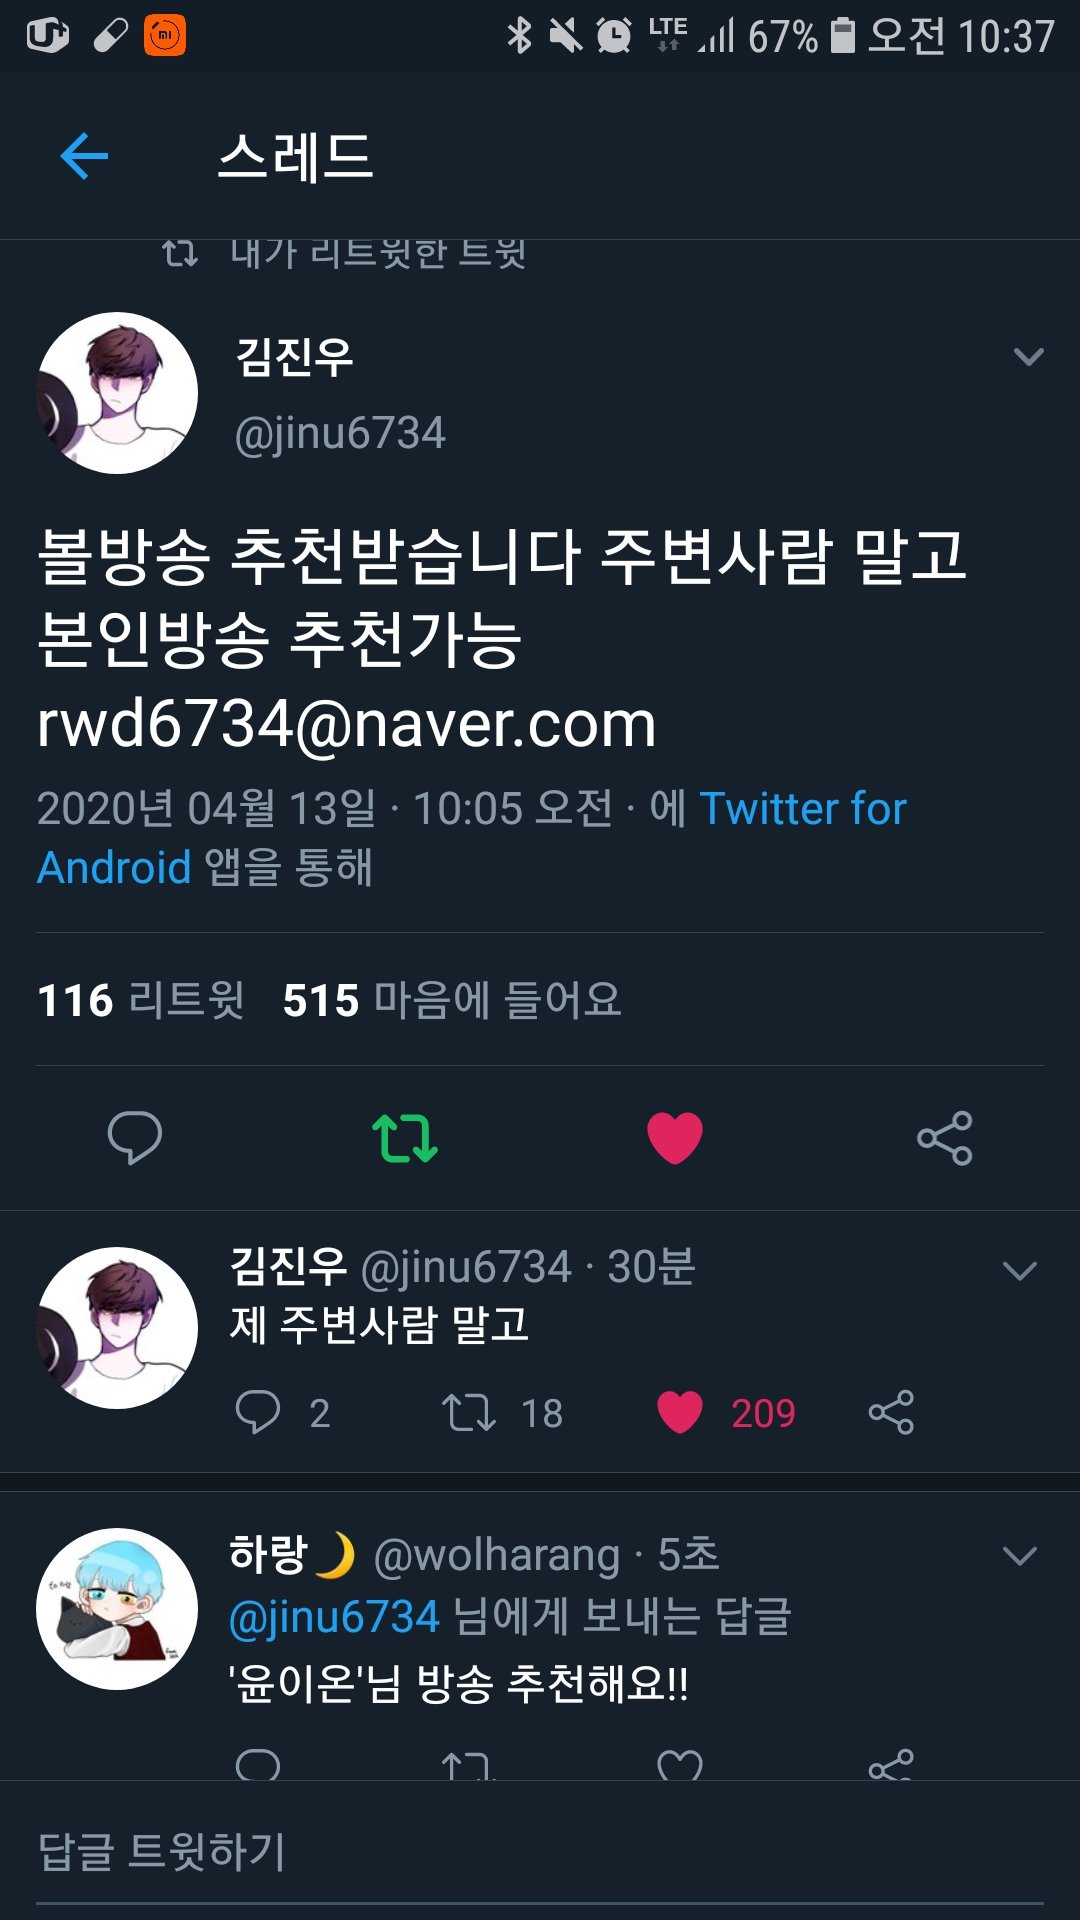 U+ mi LTE 67% 오전 10:37
스레드
내가 리트윗한 트윗
김진우
@jinu6734
볼방송 추천받습니다 주변사람 말고
본인방송 추천가능
rwd6734@naver.com
2020년 04월 13일 · 10:05 오전 · 에 Twitter for
Android 앱을 통해
116 리트윗 515 마음에 들어요
김진우 @jinu6734 · 30분
제 주변사람 말고
2 18 209
하랑🌙 @wolharang · 5초
@jinu6734 님에게 보내는 답글
'윤이온'님 방송 추천해요!!
답글 트윗하기